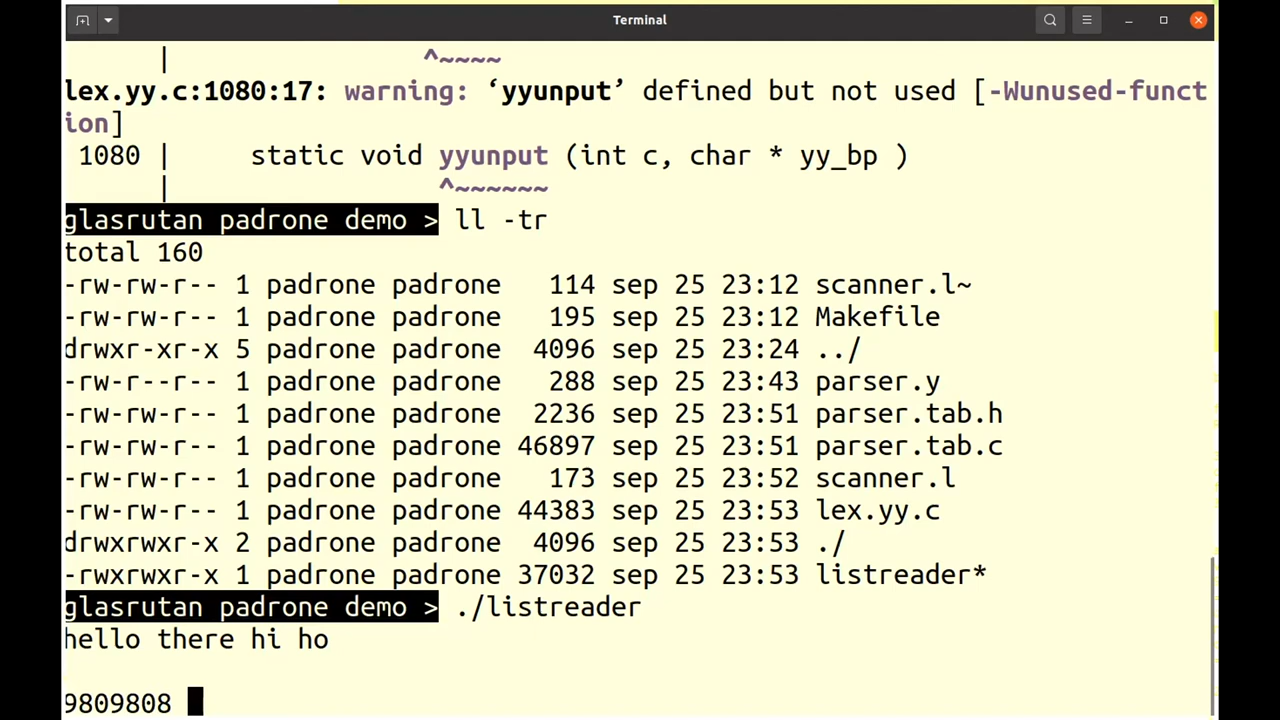 Terminal
| ^~~~~
lex.yy.c:1080:17: warning: ‘yyunput’ defined but not used [-Wunused-funct
ion]
1080 | static void yyunput (int c, char * yy_bp )
| ^~~~~~~
glasrutan padrone demo > ll -tr
total 160
-rw-rw-r-- 1 padrone padrone 114 sep 25 23:12 scanner.l~
-rw-rw-r-- 1 padrone padrone 195 sep 25 23:12 Makefile
drwxr-xr-x 5 padrone padrone 4096 sep 25 23:24 ../
-rw-r--r-- 1 padrone padrone 288 sep 25 23:43 parser.y
-rw-rw-r-- 1 padrone padrone 2236 sep 25 23:51 parser.tab.h
-rw-rw-r-- 1 padrone padrone 46897 sep 25 23:51 parser.tab.c
-rw-rw-r-- 1 padrone padrone 173 sep 25 23:52 scanner.l
-rw-rw-r-- 1 padrone padrone 44383 sep 25 23:53 lex.yy.c
drwxrwxr-x 2 padrone padrone 4096 sep 25 23:53 ./
-rwxrwxr-x 1 padrone padrone 37032 sep 25 23:53 listreader*
glasrutan padrone demo > ./listreader
hello there hi ho
9809808